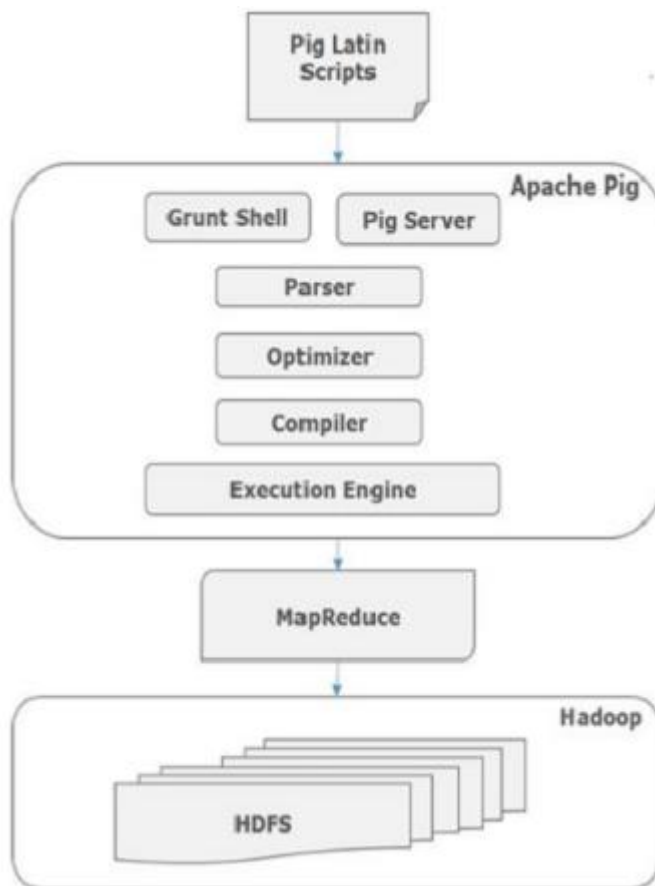 Pig Latin
Scripts
Apache Pig
Grunt Shell
Pig Server
Parser
Optimizer
Compiler
Execution Engine
MapReduce
Hadoop
HDFS